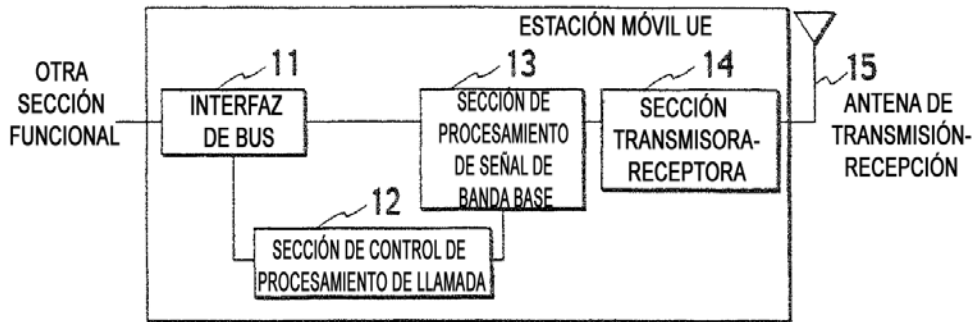 ESTACIÓN MÓVIL UE
OTRA
SECCIÓN
FUNCIONAL
11
INTERFAZ
DE BUS
13
SECCIÓN DE
PROCESAMIENTO
DE SEÑAL DE
BANDA BASE
14
SECCIÓN
TRANSMISORA-
RECEPTORA
15
ANTENA DE
TRANSMISIÓN-
RECEPCIÓN
12
SECCIÓN DE CONTROL DE
PROCESAMIENTO DE LLAMADA